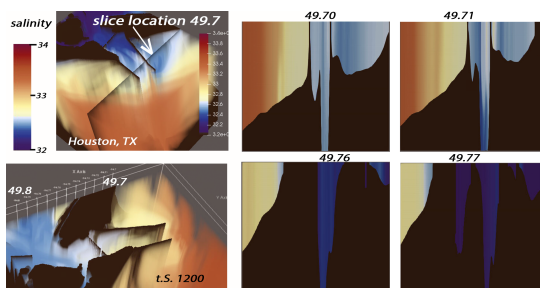 salinity
34
33
32
slice location 49.7
Houston, TX
49.70
49.71
49.8
49.7
t.S. 1200
49.76
49.77
X Axis